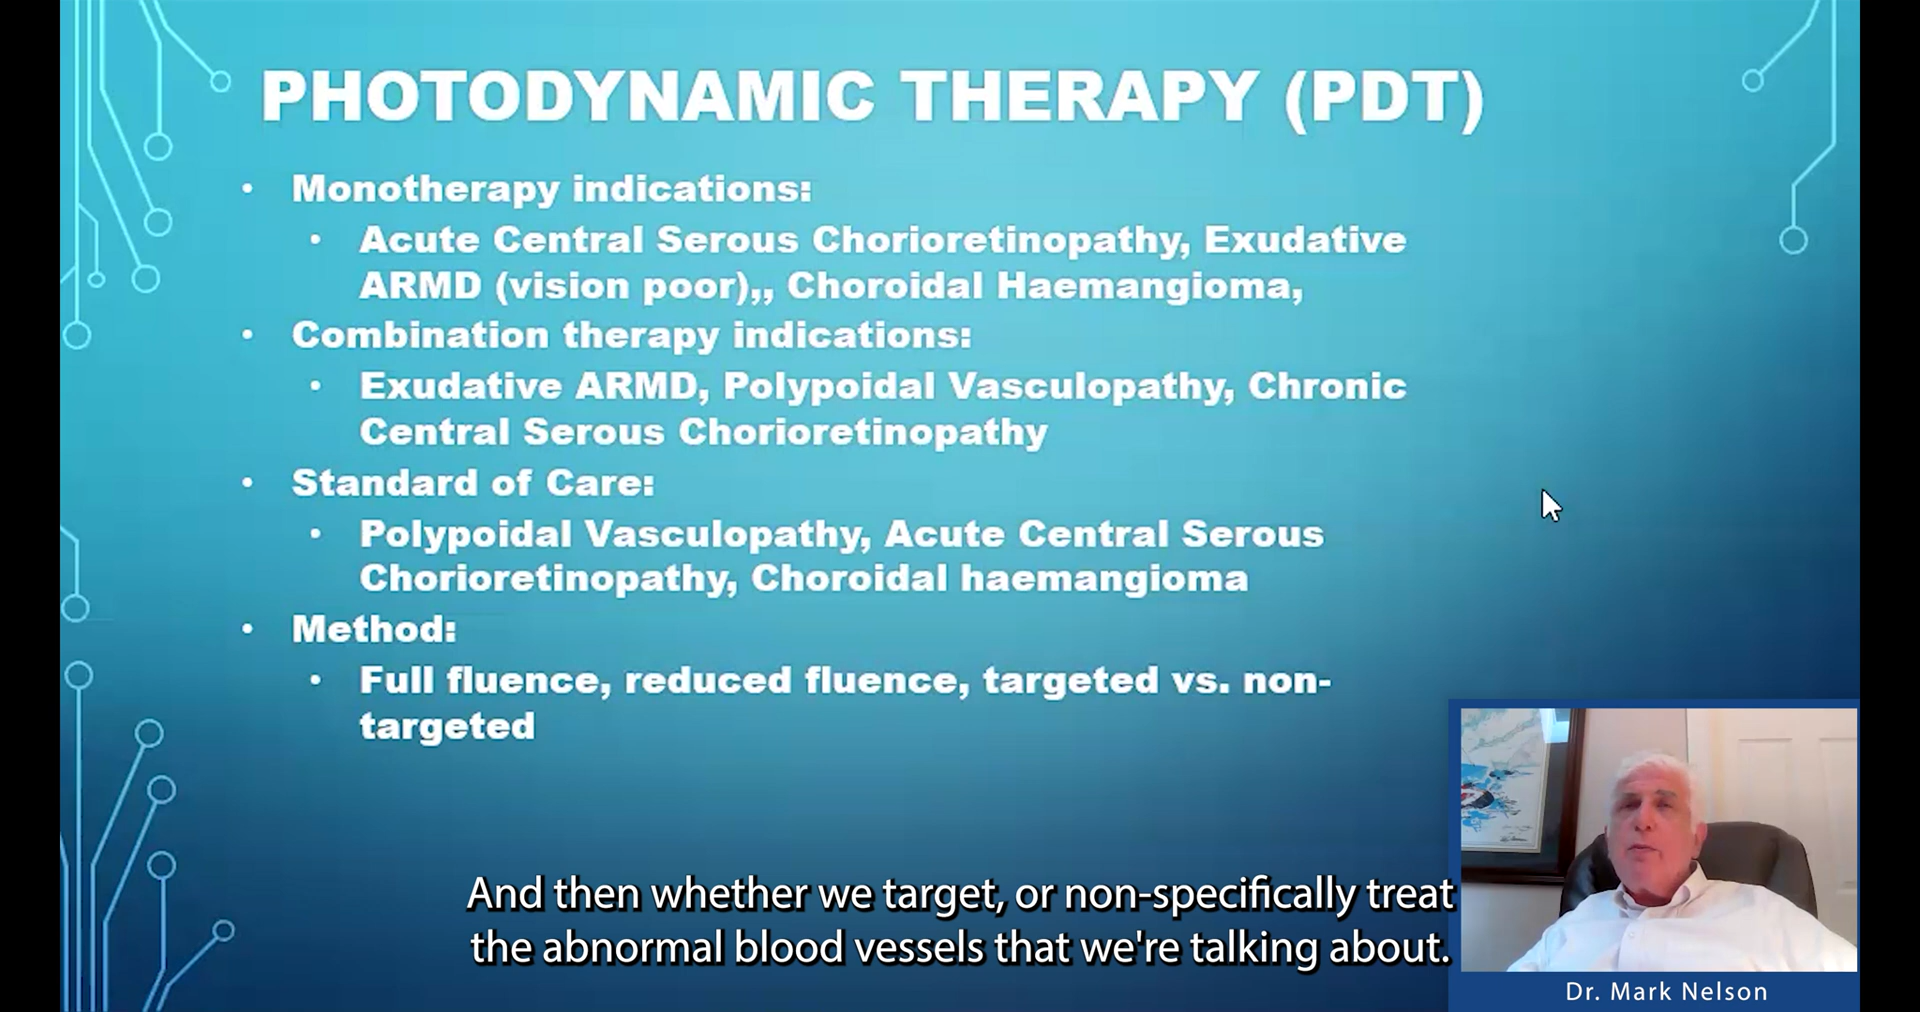 PHOTODYNAMIC THERAPY (PDT)
• Monotherapy indications:
• Acute Central Serous Chorioretinopathy, Exudative
ARMD (vision poor),, Choroidal Haemangioma,
• Combination therapy indications:
• Exudative ARMD, Polypoidal Vasculopathy, Chronic
Central Serous Chorioretinopathy
• Standard of Care:
• Polypoidal Vasculopathy, Acute Central Serous
Chorioretinopathy, Choroidal haemangioma
• Method:
• Full fluence, reduced fluence, targeted vs. non-
targeted
And then whether we target, or non-specifically treat
the abnormal blood vessels that we're talking about.
Dr. Mark Nelson